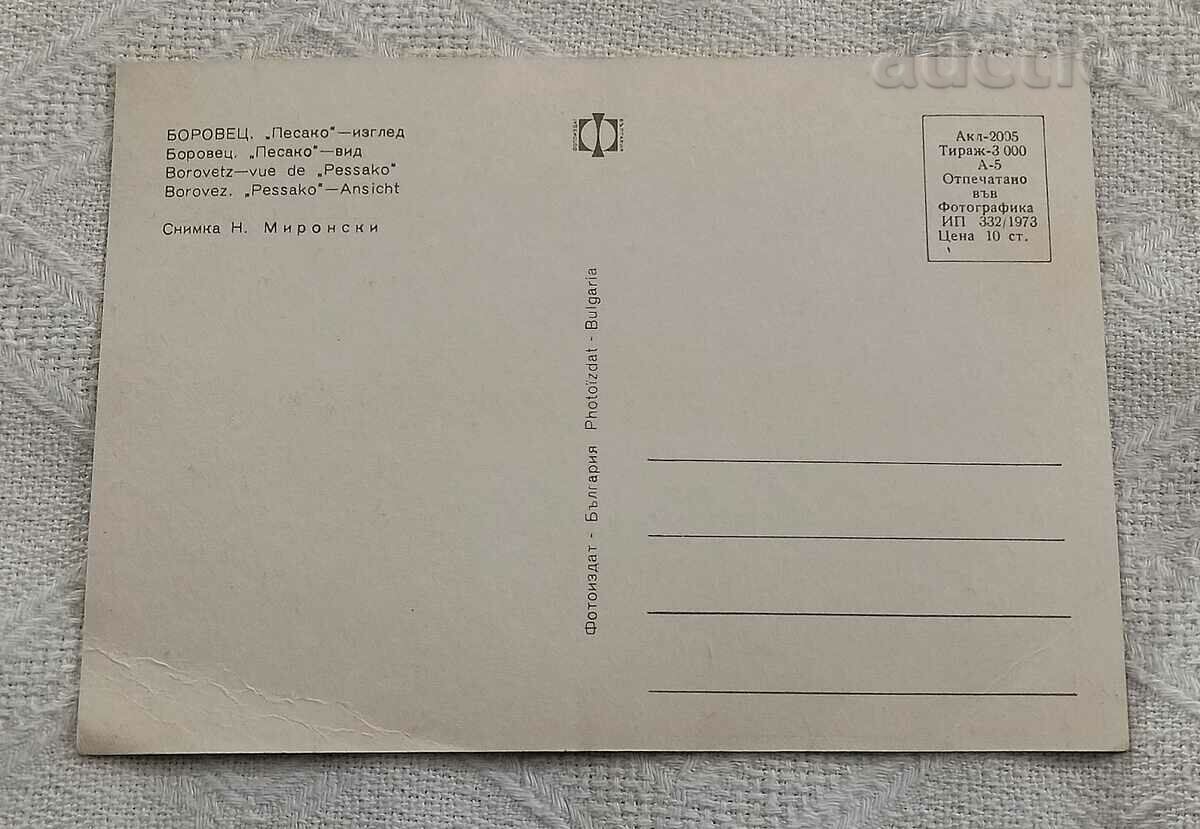 БОРОВЕЦ. „Песако“—изглед
Боровец. „Песако“—вид
Borovetz—vue de „Pessako“
Borovez. „Pessako“—Ansicht
Снимка Н. Миронски
Фотоиздат - България Photoïzdat - Bulgaria
Акл-2005
Тираж-3 000
А-5
Отпечатано
във
Фотографика
ИП 332/1973
Цена 10 ст.